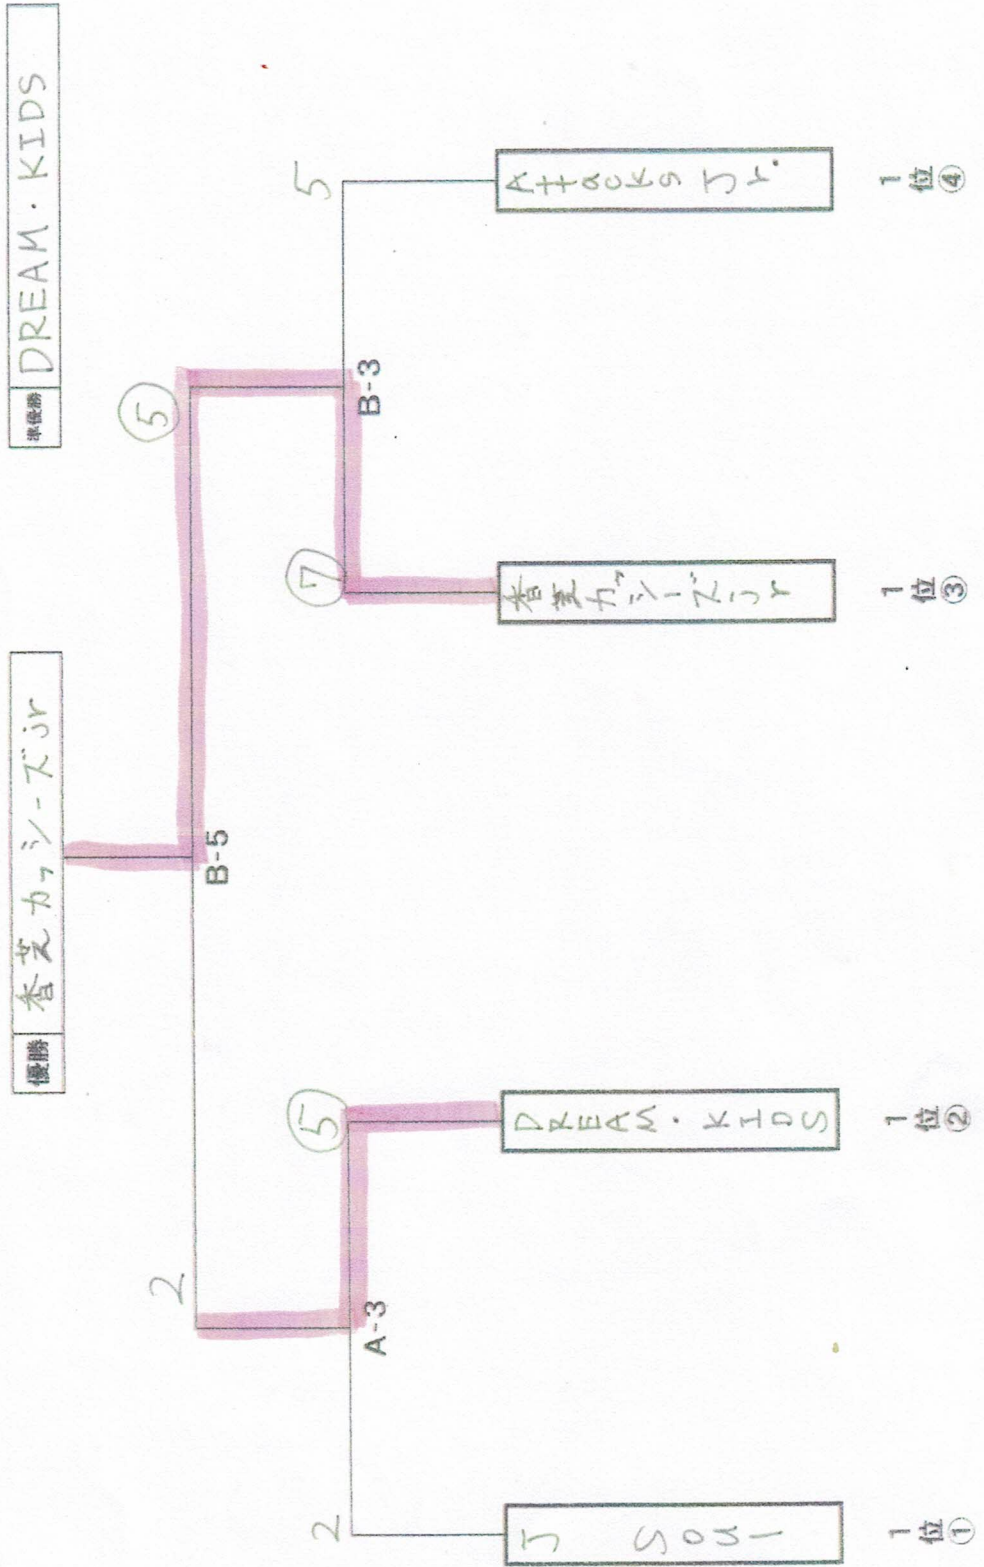 優勝 香芝カッシーズjr
準優勝 DREAM・KIDS
B-5
2
⑤
A-3
B-3
2
⑤
⑦
5
J Soul
DREAM・KIDS
香芝カッシーズjr
Attacks Jr.
1位①
1位②
1位③
1位④